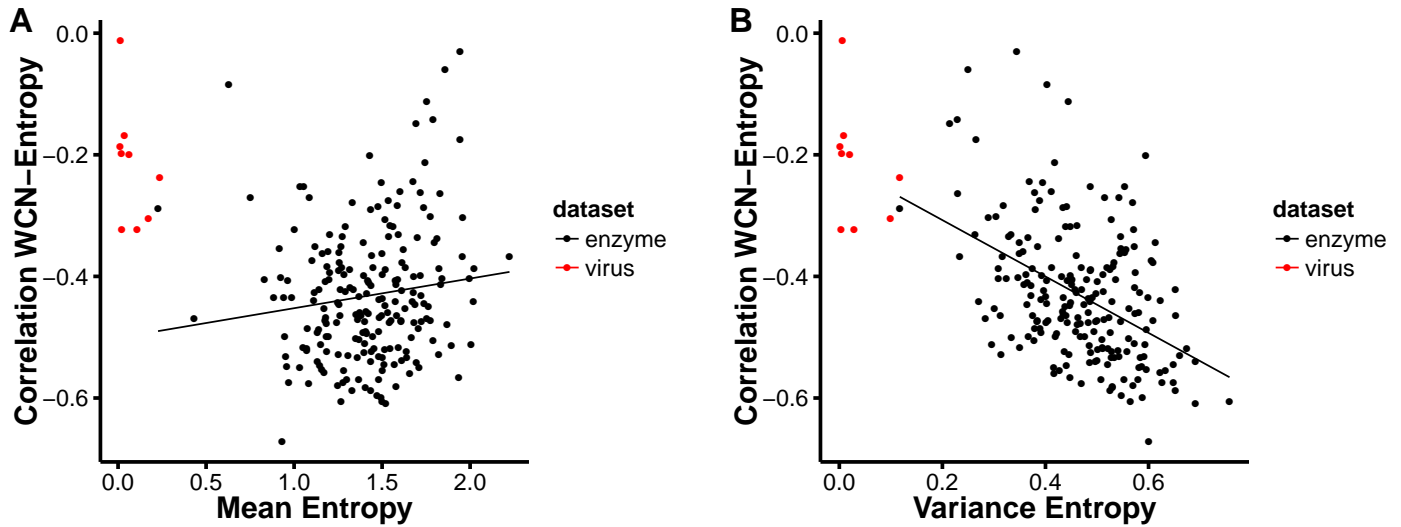 A
Correlation WCN−Entropy
0.0
−0.2
−0.4
−0.6
0.0 0.5 1.0 1.5 2.0
Mean Entropy
dataset
enzyme
virus
B
Correlation WCN−Entropy
0.0
−0.2
−0.4
−0.6
0.0 0.2 0.4 0.6
Variance Entropy
dataset
enzyme
virus